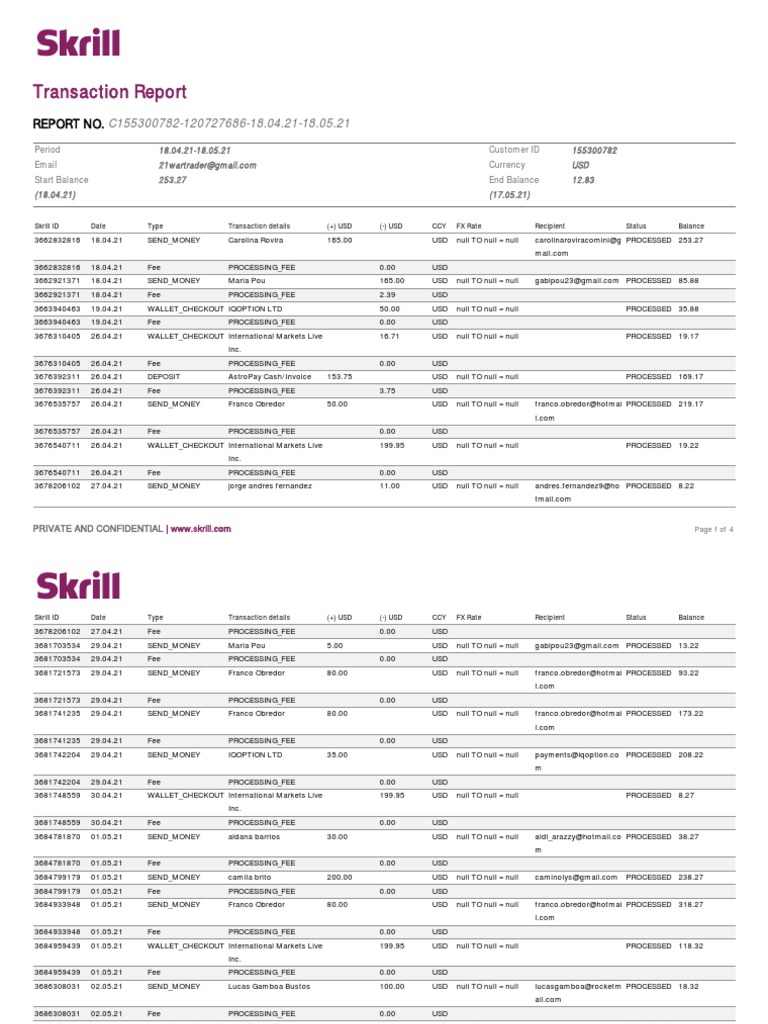 Skrill
Transaction Report
REPORT NO. C155300782-120727686-18.04.21-18.05.21
Period 18.04.21-18.05.21 Customer ID 155300782
Email 21wartrader@gmail.com Currency USD
Start Balance 253.27 End Balance 12.83
(18.04.21) (17.05.21)
Skrill ID Date Type Transaction details (+) USD (-) USD CCY FX Rate Recipient Status Balance
3662832816 18.04.21 SEND_MONEY Carolina Rovira 165.00 USD null TO null = null carolinaroviracomini@g PROCESSED 253.27
mail.com
3662832816 18.04.21 Fee PROCESSING_FEE 0.00 USD
3662921371 18.04.21 SEND_MONEY Maria Pou 165.00 USD null TO null = null gabipou23@gmail.com PROCESSED 85.88
3662921371 18.04.21 Fee PROCESSING_FEE 2.39 USD
3663940463 19.04.21 WALLET_CHECKOUT IQOPTION LTD 50.00 USD null TO null = null PROCESSED 35.88
3663940463 19.04.21 Fee PROCESSING_FEE 0.00 USD
3676310405 26.04.21 WALLET_CHECKOUT International Markets Live 16.71 USD null TO null = null PROCESSED 19.17
Inc.
3676310405 26.04.21 Fee PROCESSING_FEE 0.00 USD
3676392311 26.04.21 DEPOSIT AstroPay Cash/Invoice 153.75 USD null TO null = null PROCESSED 169.17
3676392311 26.04.21 Fee PROCESSING_FEE 3.75 USD
3676535757 26.04.21 SEND_MONEY Franco Obredor 50.00 USD null TO null = null franco.obredor@hotmai PROCESSED 219.17
l.com
3676535757 26.04.21 Fee PROCESSING_FEE 0.00 USD
3676540711 26.04.21 WALLET_CHECKOUT International Markets Live 199.95 USD null TO null = null PROCESSED 19.22
Inc.
3676540711 26.04.21 Fee PROCESSING_FEE 0.00 USD
3678206102 27.04.21 SEND_MONEY jorge andres fernandez 11.00 USD null TO null = null andres.fernandez9@ho PROCESSED 8.22
tmail.com
PRIVATE AND CONFIDENTIAL | www.skrill.com Page 1 of 4
Skrill
Skrill ID Date Type Transaction details (+) USD (-) USD CCY FX Rate Recipient Status Balance
3678206102 27.04.21 Fee PROCESSING_FEE 0.00 USD
3681703534 29.04.21 SEND_MONEY Maria Pou 5.00 USD null TO null = null gabipou23@gmail.com PROCESSED 13.22
3681703534 29.04.21 Fee PROCESSING_FEE 0.00 USD
3681721573 29.04.21 SEND_MONEY Franco Obredor 80.00 USD null TO null = null franco.obredor@hotmai PROCESSED 93.22
l.com
3681721573 29.04.21 Fee PROCESSING_FEE 0.00 USD
3681741235 29.04.21 SEND_MONEY Franco Obredor 80.00 USD null TO null = null franco.obredor@hotmai PROCESSED 173.22
l.com
3681741235 29.04.21 Fee PROCESSING_FEE 0.00 USD
3681742204 29.04.21 SEND_MONEY IQOPTION LTD 35.00 USD null TO null = null payments@iqoption.co PROCESSED 208.22
m
3681742204 29.04.21 Fee PROCESSING_FEE 0.00 USD
3681748559 30.04.21 WALLET_CHECKOUT International Markets Live 199.95 USD null TO null = null PROCESSED 8.27
Inc.
3681748559 30.04.21 Fee PROCESSING_FEE 0.00 USD
3684781870 01.05.21 SEND_MONEY aldana barrios 30.00 USD null TO null = null aldi_arazzy@hotmail.co PROCESSED 38.27
m
3684781870 01.05.21 Fee PROCESSING_FEE 0.00 USD
3684799179 01.05.21 SEND_MONEY camila brito 200.00 USD null TO null = null caminolys@gmail.com PROCESSED 238.27
3684799179 01.05.21 Fee PROCESSING_FEE 0.00 USD
3684933948 01.05.21 SEND_MONEY Franco Obredor 80.00 USD null TO null = null franco.obredor@hotmai PROCESSED 318.27
l.com
3684933948 01.05.21 Fee PROCESSING_FEE 0.00 USD
3684959439 01.05.21 WALLET_CHECKOUT International Markets Live 199.95 USD null TO null = null PROCESSED 118.32
Inc.
3684959439 01.05.21 Fee PROCESSING_FEE 0.00 USD
3686308031 02.05.21 SEND_MONEY Lucas Gamboa Bustos 100.00 USD null TO null = null lucasgamboa@rocketm PROCESSED 18.32
ail.com
3686308031 02.05.21 Fee PROCESSING_FEE 0.00 USD